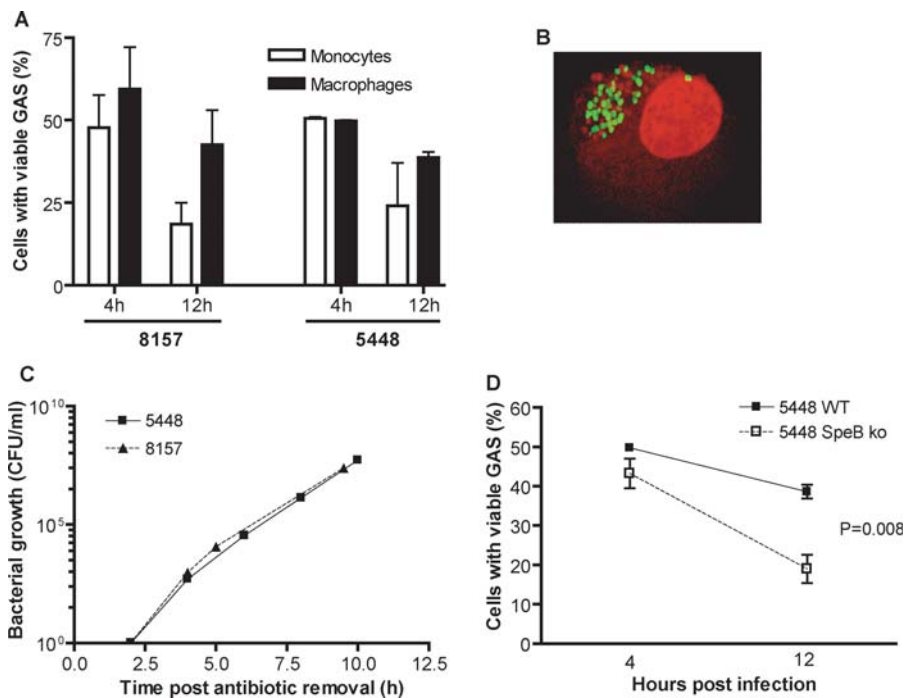 A
Cells with viable GAS (%)
75
50
25
0
Monocytes
Macrophages
4h 12h 4h 12h
8157 5448
B
C
Bacterial growth (CFU/ml)
10^10
10^5
10^0
5448
8157
0.0 2.5 5.0 7.5 10.0 12.5
Time post antibiotic removal (h)
D
Cells with viable GAS (%)
60
50
40
30
20
10
0
5448 WT
5448 SpeB ko
P=0.008
4 12
Hours post infection